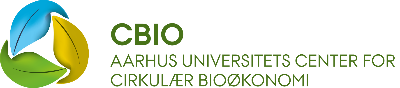 CBIO
AARHUS UNIVERSITETS CENTER FOR
CIRKULÆR BIOØKONOMI